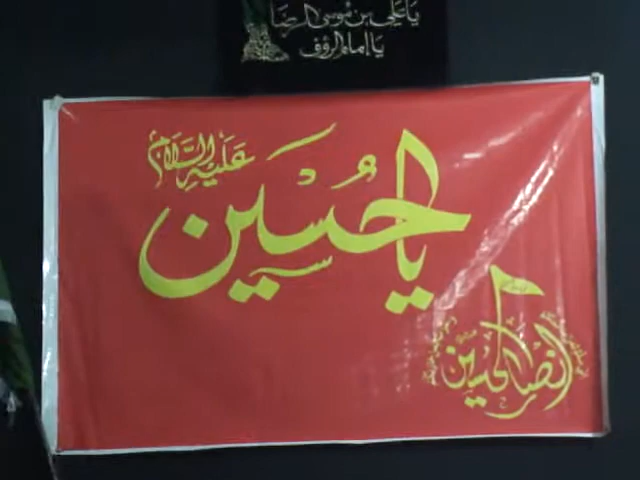 یا علی بن موسی الرضا
یا امام الرؤف
علیه السلام
یا حسین
انصار الحسین